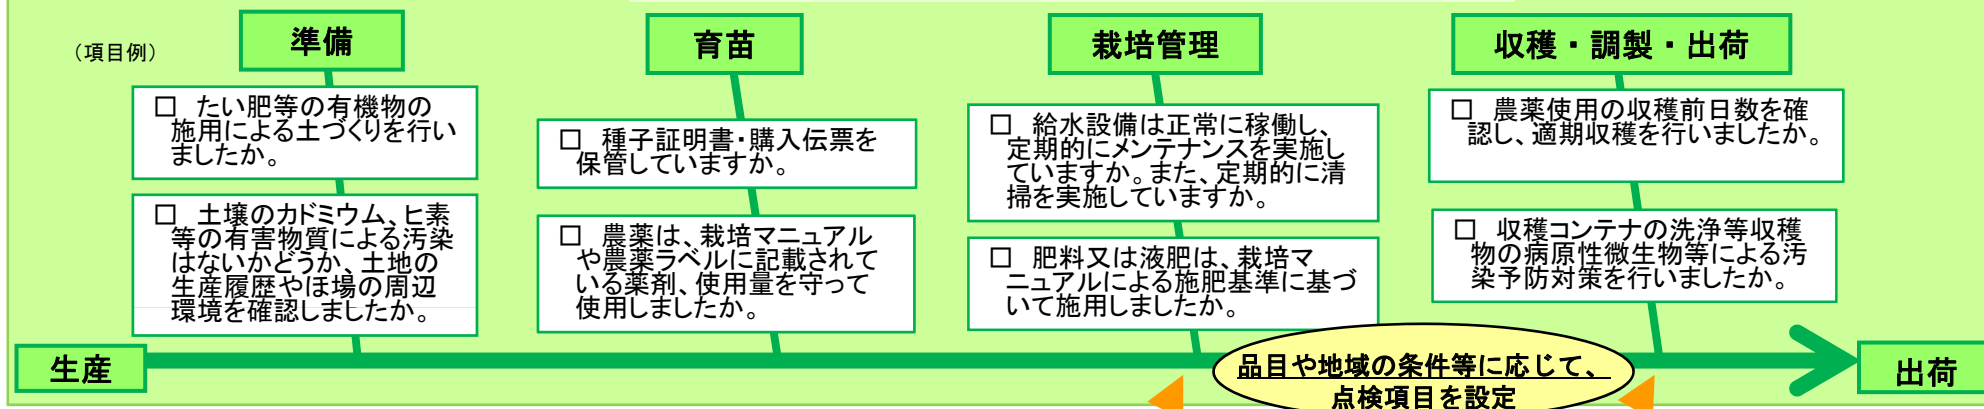 （項目例）
準備
□　たい肥等の有機物の
施用による土づくりを行い
ましたか。
□　土壌のカドミウム、ヒ素
等の有害物質による汚染
はないかどうか、土地の
生産履歴やほ場の周辺
環境を確認しましたか。
育苗
□　種子証明書・購入伝票を
保管していますか。
□　農薬は、栽培マニュアル
や農薬ラベルに記載されて
いる薬剤、使用量を守って
使用しましたか。
栽培管理
□　給水設備は正常に稼働し、
定期的にメンテナンスを実施し
ていますか。また、定期的に清
掃を実施していますか。
□　肥料又は液肥は、栽培マ
ニュアルによる施肥基準に基づ
いて施用しましたか。
収穫・調製・出荷
□　農薬使用の収穫前日数を確
認し、適期収穫を行いましたか。
□　収穫コンテナの洗浄等収穫
物の病原性微生物等による汚
染予防対策を行いましたか。
生産
品目や地域の条件等に応じて、
点検項目を設定
出荷